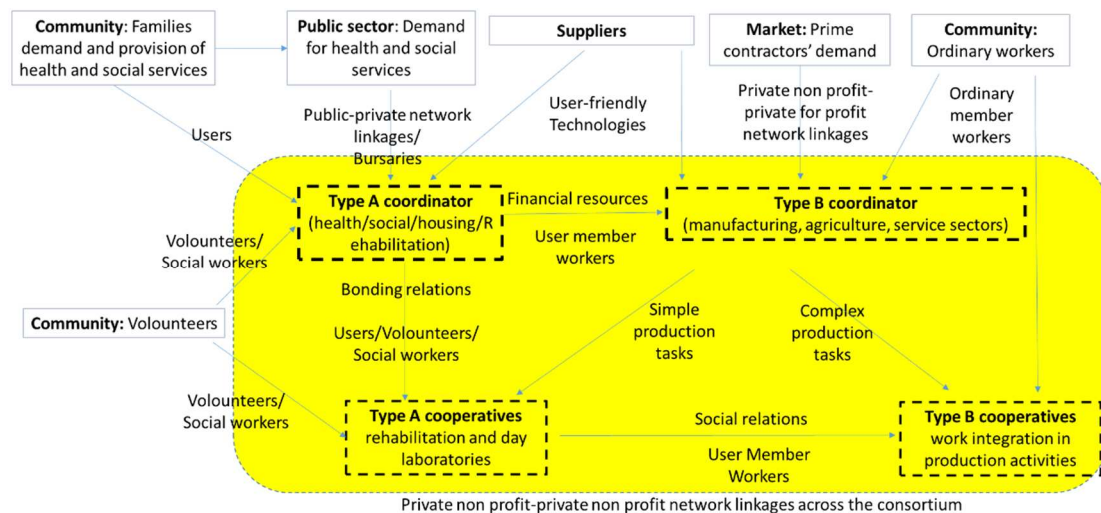 Community: Families
demand and provision of
health and social services
Public sector: Demand
for health and social
services
Suppliers
Market: Prime
contractors' demand
Community:
Ordinary workers
Users
Public-private network
linkages/
Bursaries
User-friendly
Technologies
Private non profit-
private for profit
network linkages
Ordinary
member
workers
Type A coordinator
(health/social/housing/R
ehabilitation)
Financial resources
User member
workers
Type B coordinator
(manufacturing, agriculture, service sectors)
Volounteers/
Social workers
Bonding relations
Community: Volounteers
Users/Volounteers/
Social workers
Simple
production
tasks
Complex
production
tasks
Volounteers/
Social workers
Type A cooperatives
rehabilitation and day
laboratories
Social relations
User Member
Workers
Type B cooperatives
work integration in
production activities
Private non profit-private non profit network linkages across the consortium